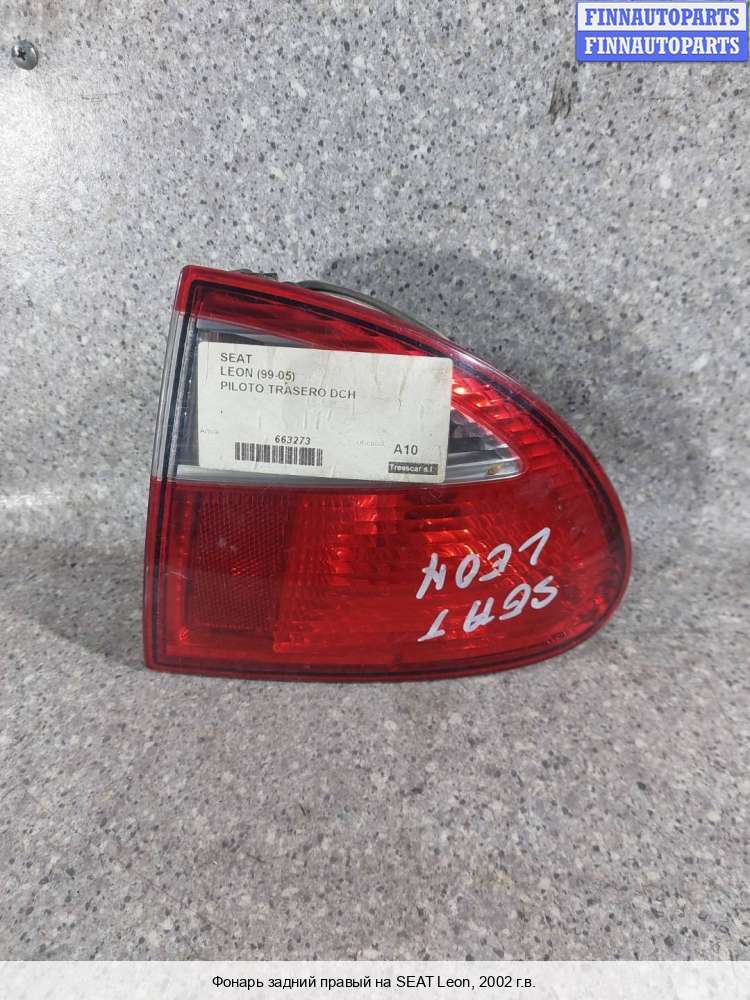 FINNAUTOPARTS
FINNAUTOPARTS
SEAT
LEON (99-05)
PILOTO TRASERO DCH
663273
A10
Treescar s.l.
SEAT
LEON
Фонарь задний правый на SEAT Leon, 2002 г.в.